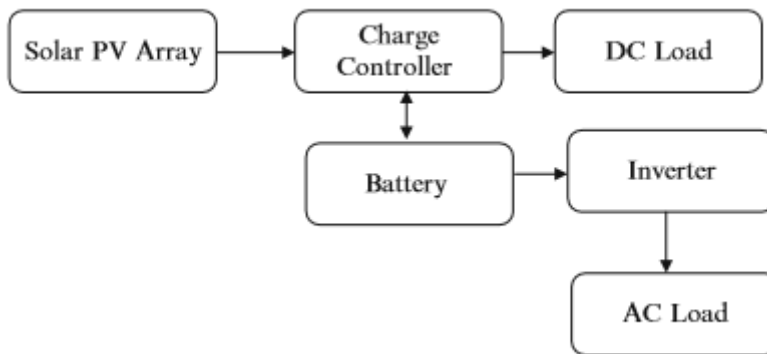 Solar PV Array
Charge
Controller
DC Load
Battery
Inverter
AC Load